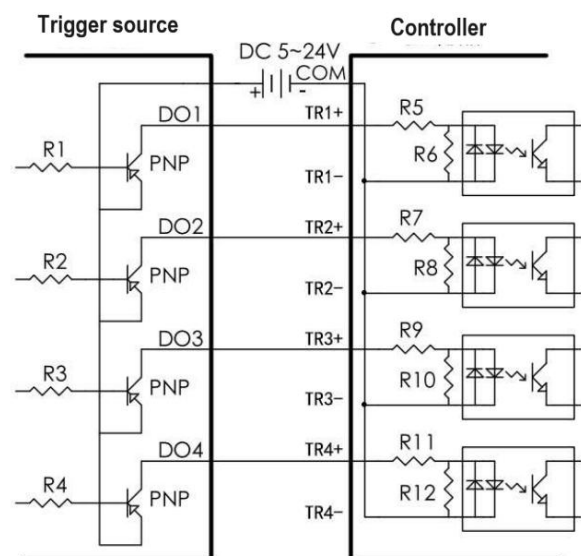 Trigger source
Controller
DC 5~24V
COM
+
-
DO1
TR1+
R5
R1
PNP
R6
TR1-
DO2
TR2+
R7
R2
PNP
R8
TR2-
DO3
TR3+
R9
R3
PNP
R10
TR3-
DO4
TR4+
R11
R4
PNP
R12
TR4-